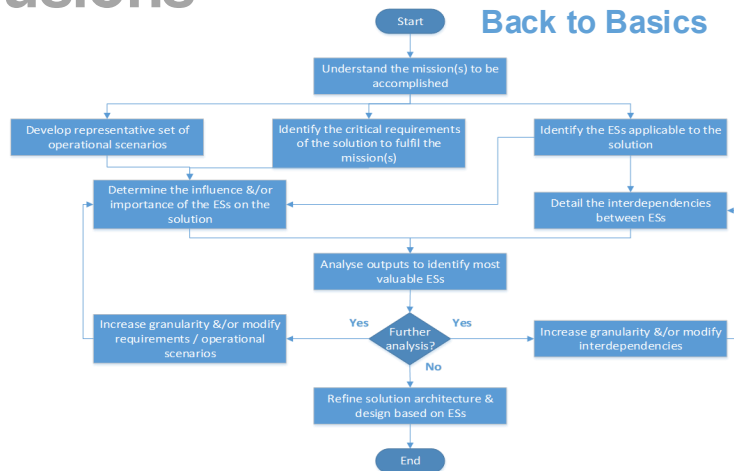 Back to Basics
Start
Understand the mission(s) to be
accomplished
Develop representative set of
operational scenarios
Identify the critical requirements
of the solution to fulfil the
mission(s)
Identify the ESs applicable to the
solution
Determine the influence &/or
importance of the ESs on the
solution
Detail the interdependencies
between ESs
Analyse outputs to identify most
valuable ESs
Increase granularity &/or modify
requirements / operational
scenarios
Yes
Further
analysis?
Yes
Increase granularity &/or modify
interdependencies
No
Refine solution architecture &
design based on ESs
End